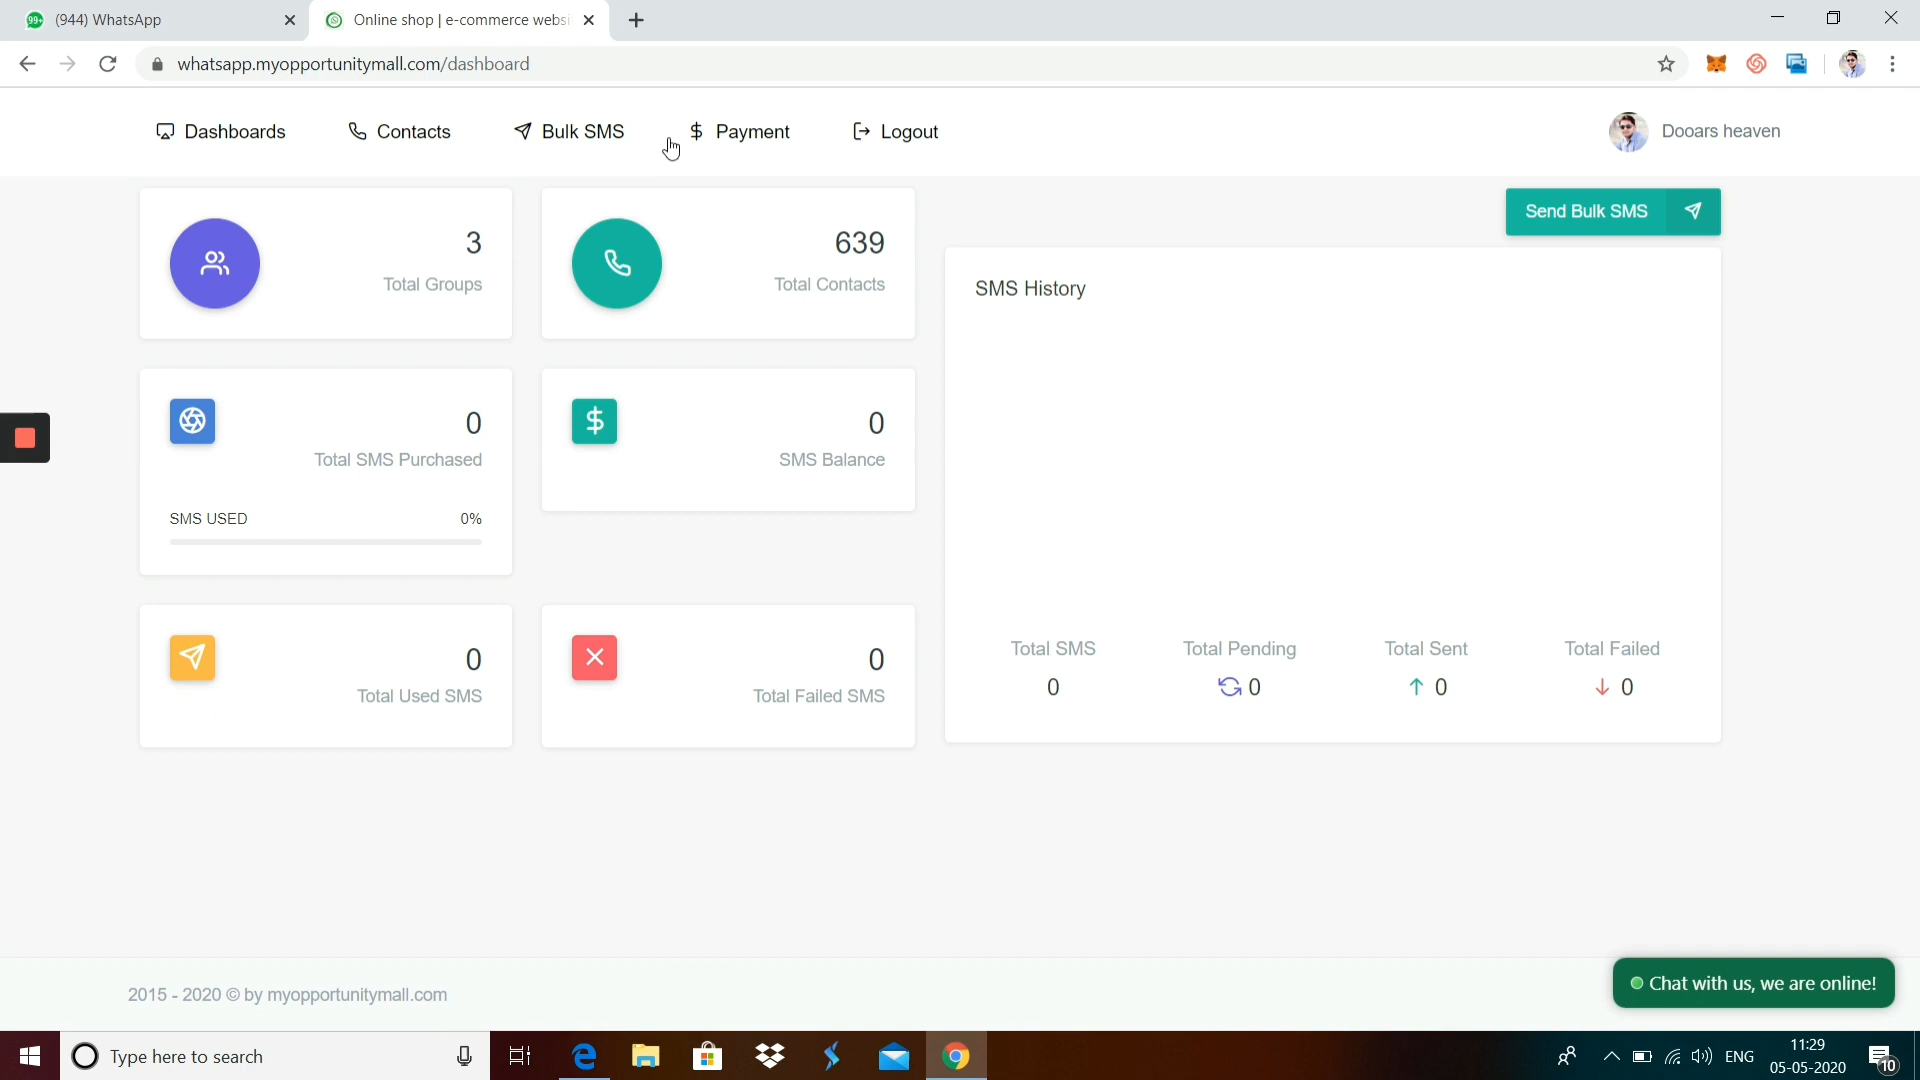 (944) WhatsApp
Online shop | e-commerce websi
whatsapp.myopportunitymall.com/dashboard
Dashboards
Contacts
Bulk SMS
$ Payment
Logout
Dooars heaven
3
Total Groups
639
Total Contacts
Send Bulk SMS
SMS History
0
Total SMS Purchased
SMS USED 0%
$
0
SMS Balance
0
Total Used SMS
0
Total Failed SMS
Total SMS Total Pending Total Sent Total Failed
0 0 0 0
2015 - 2020 © by myopportunitymall.com
Chat with us, we are online!
Type here to search
ENG
11:29
05-05-2020
10
99+